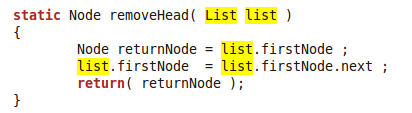 static Node removeHead( List list )
{
        Node returnNode = list.firstNode ;
        list.firstNode  = list.firstNode.next ;
        return( returnNode );
}